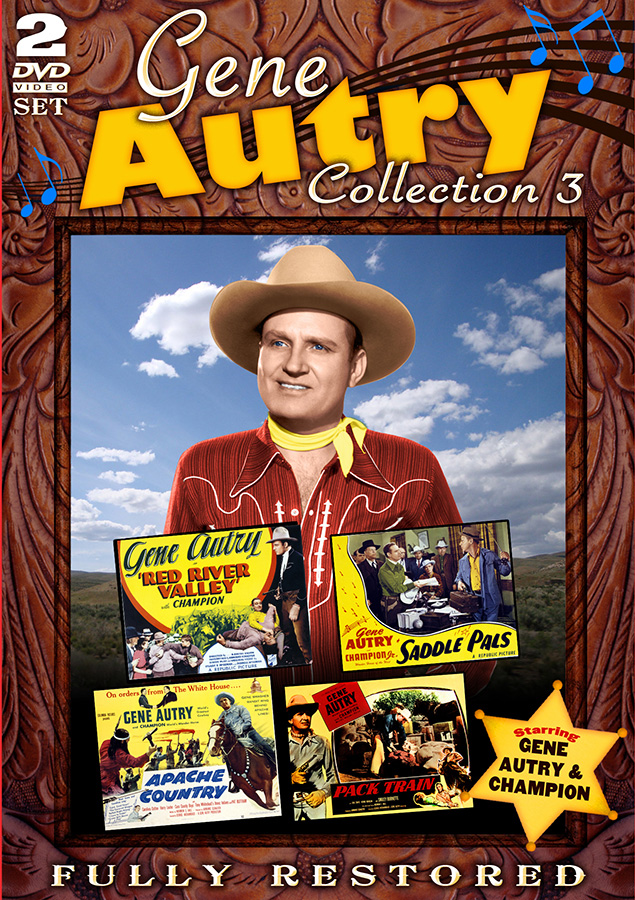 2
DVD
VIDEO
SET
Gene
Autry
Collection 3
Gene Autry
"RED RIVER
VALLEY"
with CHAMPION
A REPUBLIC PICTURE
Gene
AUTRY
CHAMPION Jr.
SADDLE PALS
A REPUBLIC PICTURE
On orders from The White House....
GENE AUTRY
and CHAMPION
APACHE
COUNTRY
GENE
AUTRY
PACK TRAIN
Starring
GENE
AUTRY &
CHAMPION
FULLY RESTORED